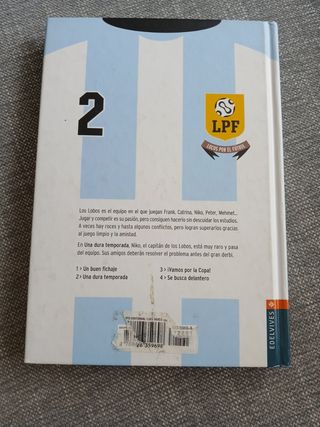 2
LPF
LOCOS POR EL FÚTBOL
Los Lobos es el equipo en el que juegan Frank, Catrina, Niko, Peter, Mehmet...
Jugar y competir es su pasión, pero consiguen hacerlo sin descuidar los estudios.
A veces hay roces y hasta algunos conflictos, pero logran superarlos gracias
al juego limpio y la amistad.
En Una dura temporada, Niko, el capitán de los Lobos, está muy raro y pasa
del equipo. Sus amigos deberán resolver el problema antes del gran derbi.
1> Un buen fichaje
2> Una dura temporada
3> ¡Vamos por la Copa!
4> Se busca delantero
EDELVIVES